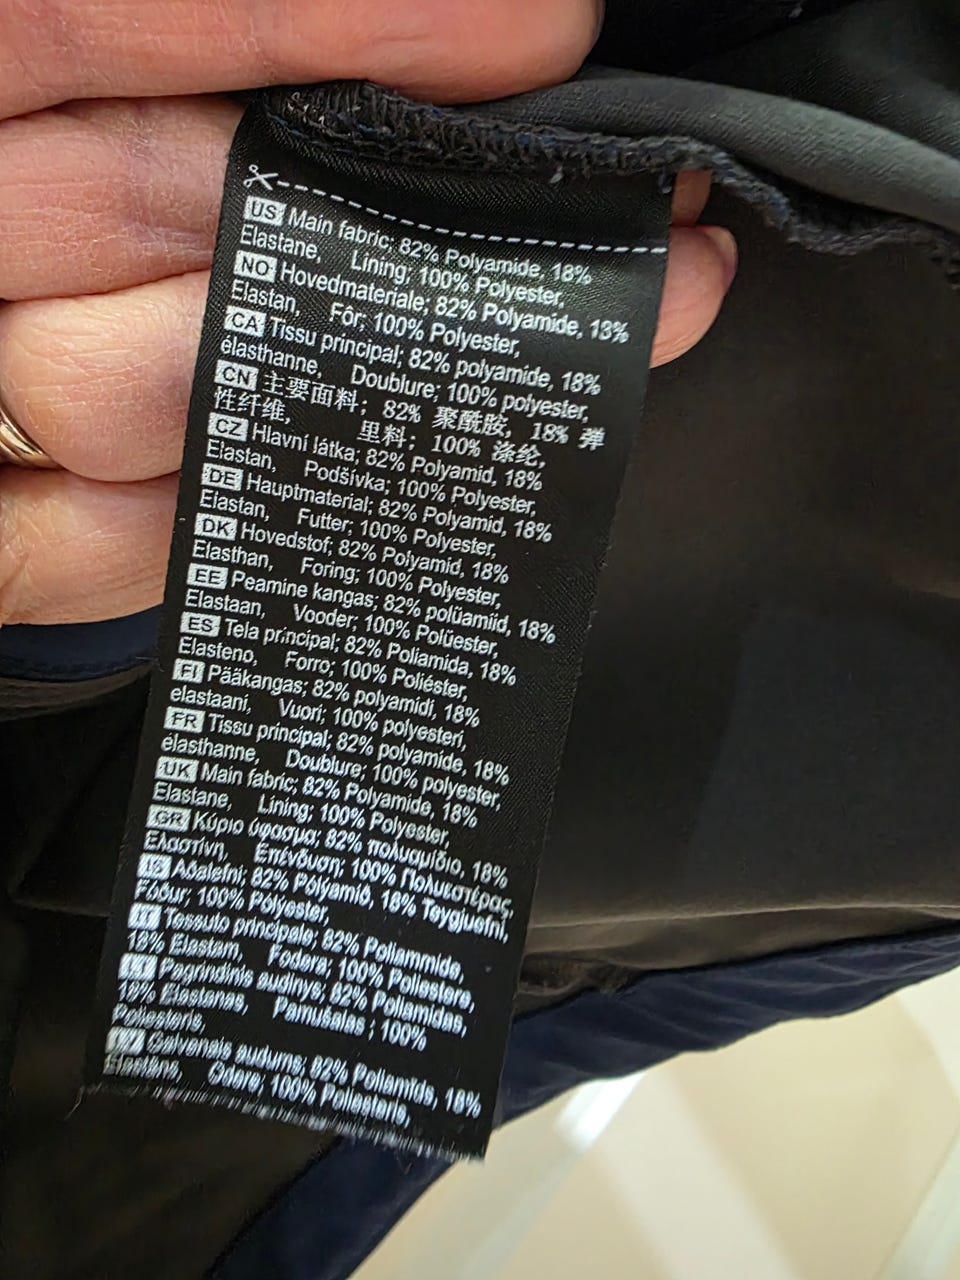 US Main fabric; 82% Polyamide, 18%
Elastane, Lining; 100% Polyester,
NO Hovedmateriale; 82% Polyamide, 18%
Elastan, Fôr; 100% Polyester,
CA Tissu principal; 82% polyamide, 18%
élasthanne, Doublure; 100% polyester,
CN 主要面料; 82% 聚酰胺, 18% 弹
性纤维, 里料; 100% 涤纶,
CZ Hlavní látka; 82% Polyamid, 18%
Elastan, Podšívka; 100% Polyester,
DE Hauptmaterial; 82% Polyamid, 18%
Elastan, Futter; 100% Polyester,
DK Hovedstof; 82% Polyamid, 18%
Elasthan, Foring; 100% Polyester,
EE Peamine kangas; 82% polüamiid, 18%
Elastaan, Vooder; 100% Polüester,
ES Tela principal; 82% Poliamida, 18%
Elasteno, Forro; 100% Poliéster,
FI Pääkangas; 82% polyamidi, 18%
elastaani, Vuori; 100% polyesteri,
FR Tissu principal; 82% polyamide, 18%
élasthanne, Doublure; 100% polyester,
UK Main fabric; 82% Polyamide, 18%
Elastane, Lining; 100% Polyester,
GR Κύριο ύφασμα; 82% πολυαμίδιο, 18%
Ελαστίνη, Επένδυση; 100% Πολυεστέρας,
IS Aðalefni; 82% Polyamíð, 18% Teygjuefni,
Fóður; 100% Polyester,
IT Tessuto principale; 82% Poliammide,
18% Elastam, Fodera; 100% Poliestere,
LT Pagrindinis audinys; 82% Poliamidas,
18% Elastanas, Pamušalas ; 100%
Poliesteris,
LV Galvenais audums; 82% Poliamīds, 18%
Elastāns, Odere; 100% Poliesteris,